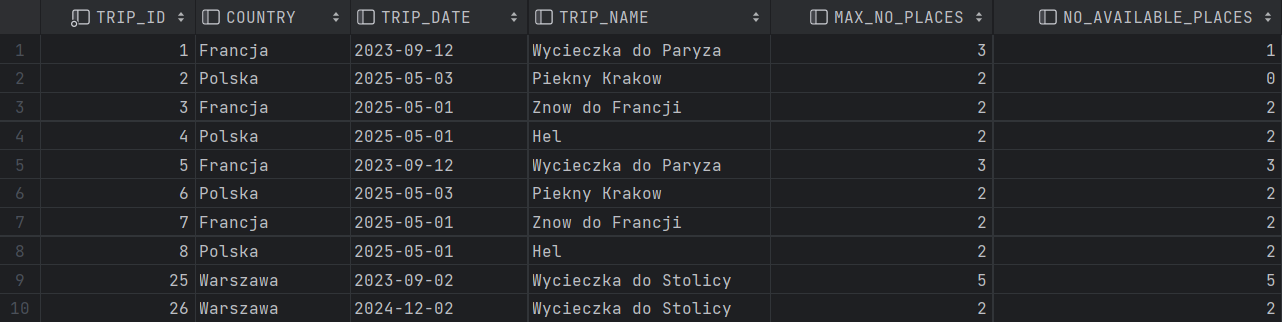 TRIP_ID COUNTRY TRIP_DATE TRIP_NAME MAX_NO_PLACES NO_AVAILABLE_PLACES
1 1 Francja 2023-09-12 Wycieczka do Paryza 3 1
2 2 Polska 2025-05-03 Piekny Krakow 2 0
3 3 Francja 2025-05-01 Znow do Francji 2 2
4 4 Polska 2025-05-01 Hel 2 2
5 5 Francja 2023-09-12 Wycieczka do Paryza 3 3
6 6 Polska 2025-05-03 Piekny Krakow 2 2
7 7 Francja 2025-05-01 Znow do Francji 2 2
8 8 Polska 2025-05-01 Hel 2 2
9 25 Warszawa 2023-09-02 Wycieczka do Stolicy 5 5
10 26 Warszawa 2024-12-02 Wycieczka do Stolicy 2 2